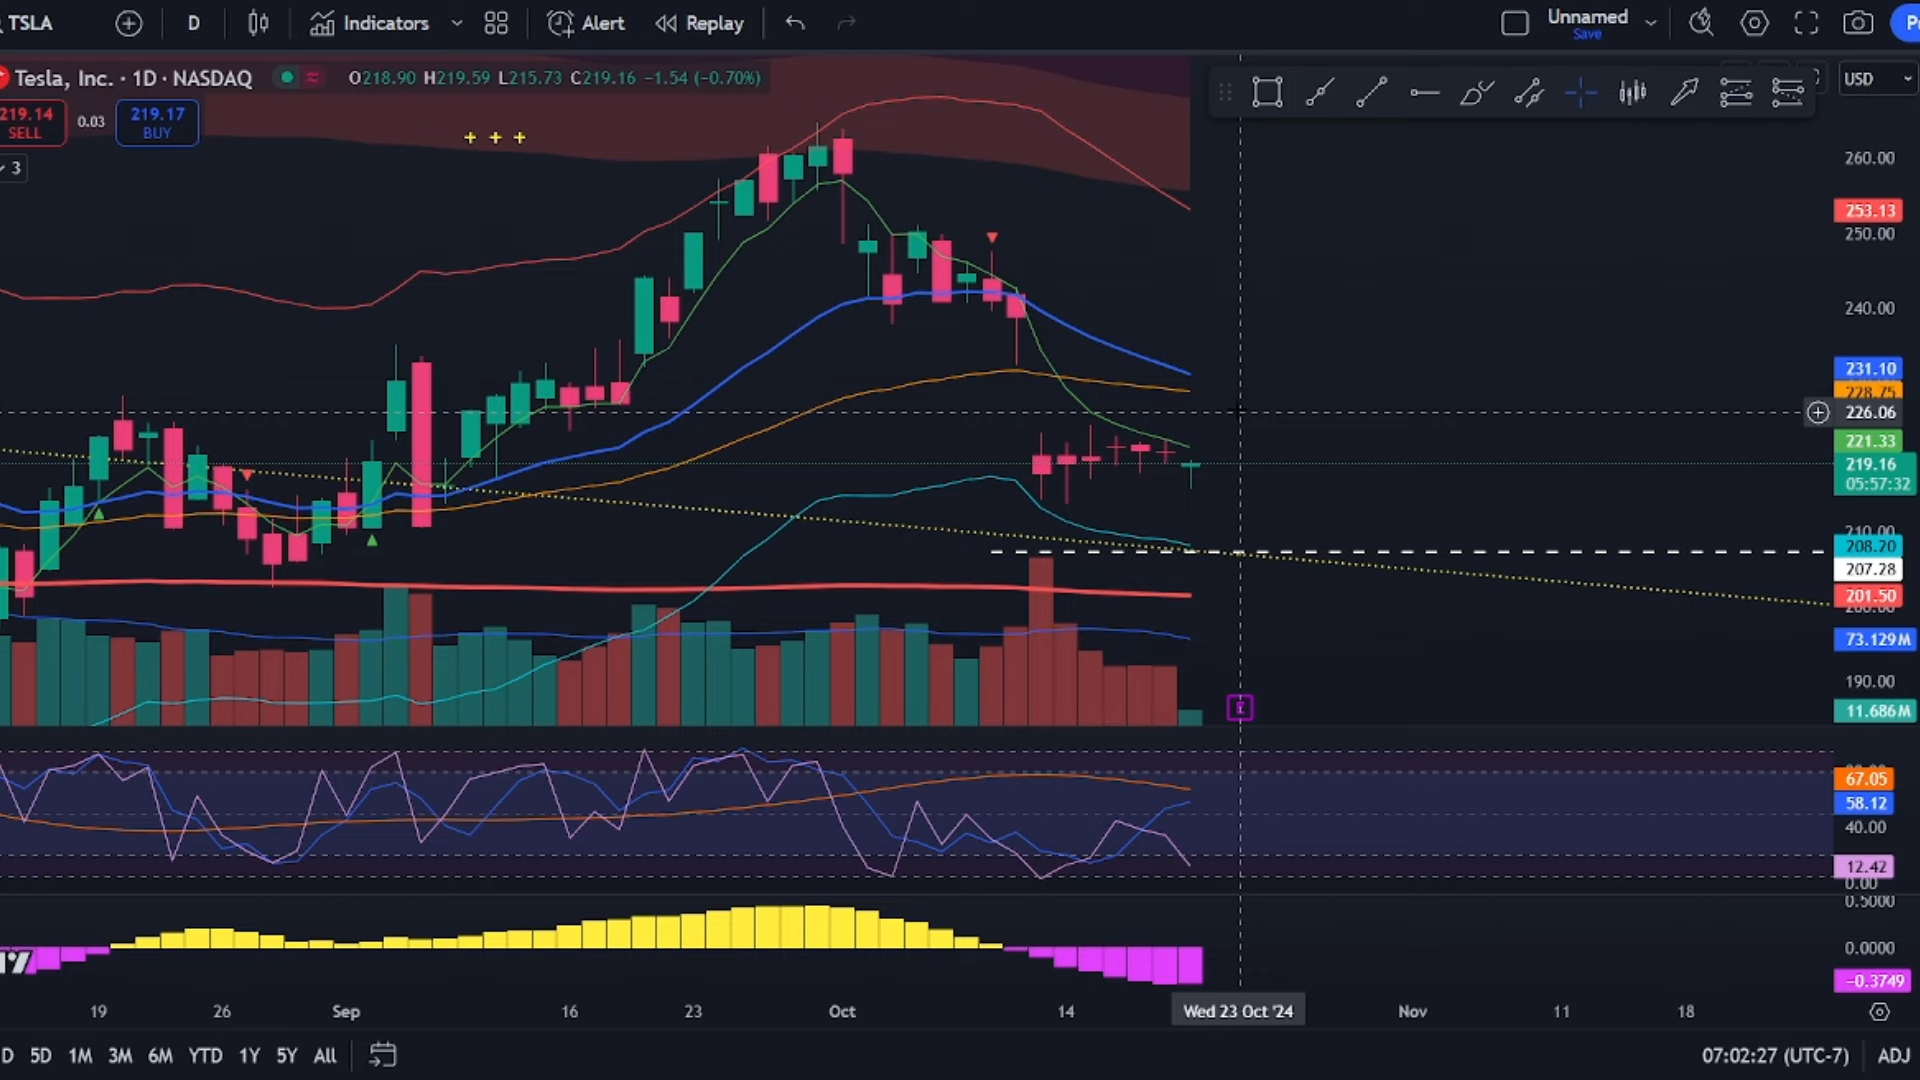 TSLA D Indicators Alert Replay Unnamed
Save
Tesla, Inc. · 1D · NASDAQ O218.90 H219.59 L215.73 C219.16 −1.54 (−0.70%) USD
219.14 0.03 219.17
SELL BUY
3
260.00
253.13
250.00
240.00
231.10
228.75
226.06
221.33
219.16
05:57:32
210.00
208.20
207.28
201.50
73.129M
190.00
11.686M
E
67.05
58.12
40.00
12.42
0.00
0.5000
0.0000
−0.3749
19 26 Sep 16 23 Oct 14 Wed 23 Oct '24 Nov 11 18
D 5D 1M 3M 6M YTD 1Y 5Y All 07:02:27 (UTC-7) ADJ